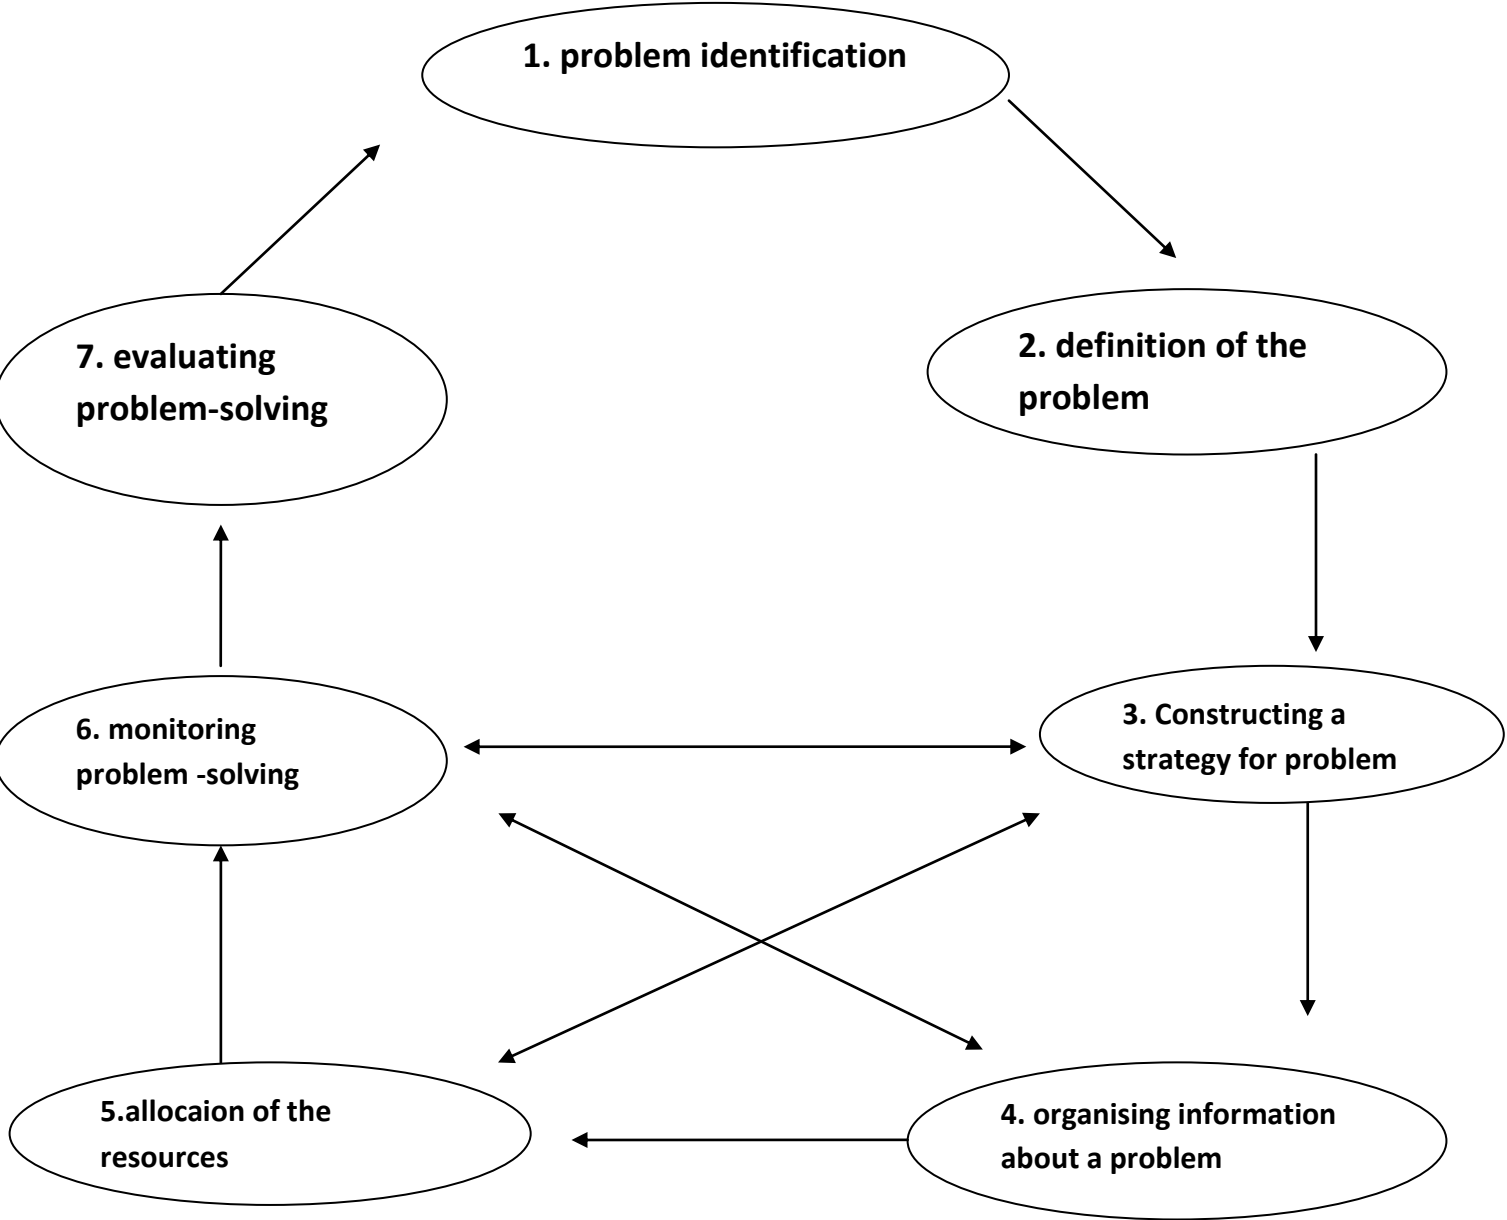 1. problem identification
2. definition of the
problem
3. Constructing a
strategy for problem
4. organising information
about a problem
5.allocaion of the
resources
6. monitoring
problem -solving
7. evaluating
problem-solving